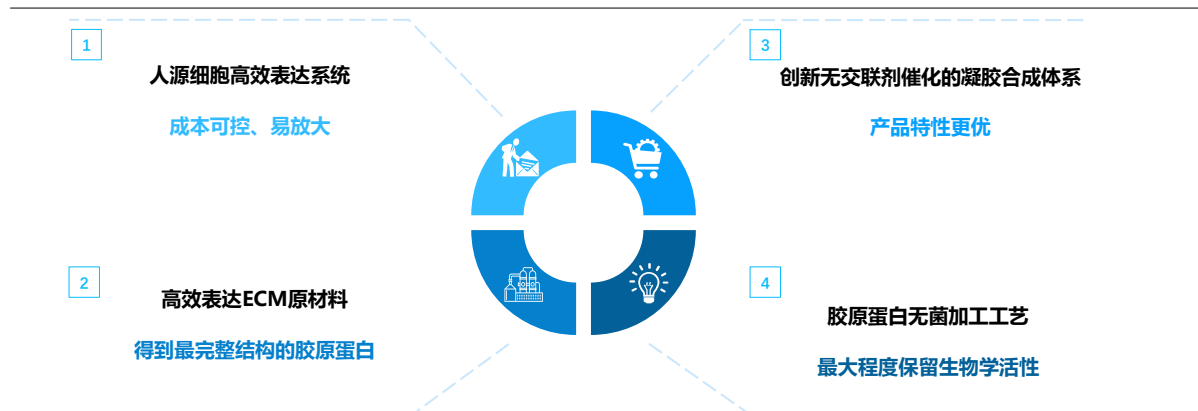 1
人源细胞高效表达系统
成本可控、易放大
2
高效表达ECM原材料
得到最完整结构的胶原蛋白
3
创新无交联剂催化的凝胶合成体系
产品特性更优
4
胶原蛋白无菌加工工艺
最大程度保留生物学活性